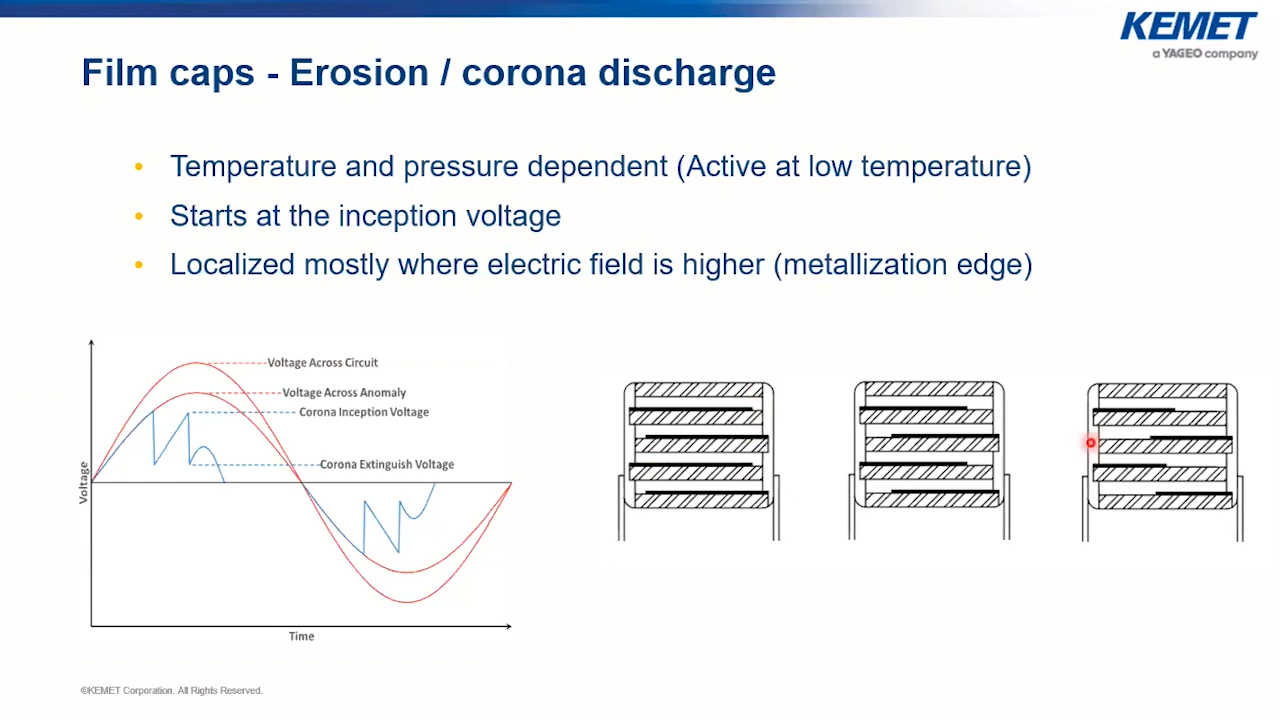 KEMET
a YAGEO company
Film caps - Erosion / corona discharge
• Temperature and pressure dependent (Active at low temperature)
• Starts at the inception voltage
• Localized mostly where electric field is higher (metallization edge)
Voltage Across Circuit
Voltage Across Anomaly
Corona Inception Voltage
Corona Extinguish Voltage
Voltage
Time
©KEMET Corporation. All Rights Reserved.